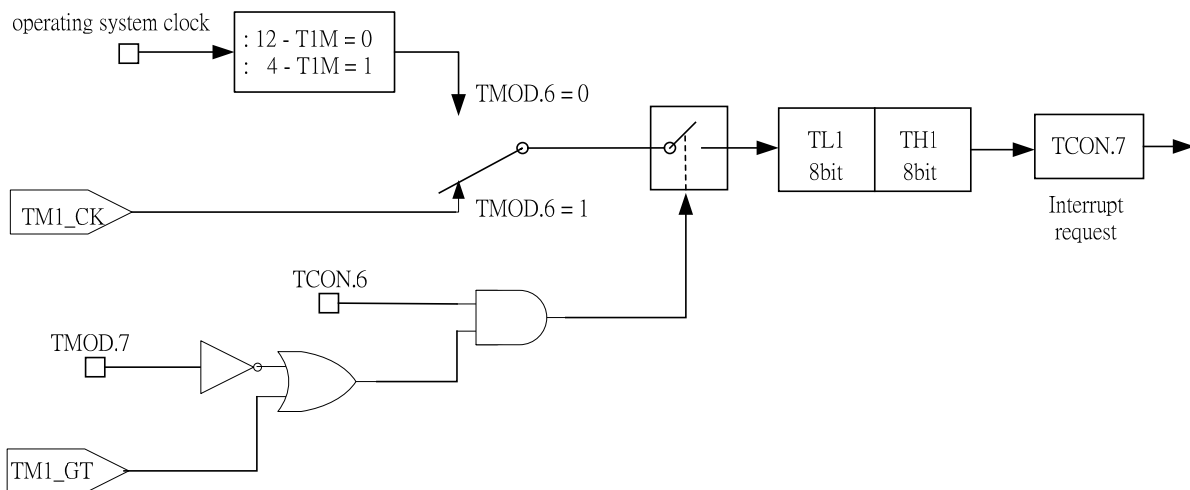 operating system clock
: 12 - T1M = 0
: 4 - T1M = 1
TMOD.6 = 0
TL1
8bit
TH1
8bit
TCON.7
TM1_CK
TMOD.6 = 1
Interrupt
request
TCON.6
TMOD.7
TM1_GT